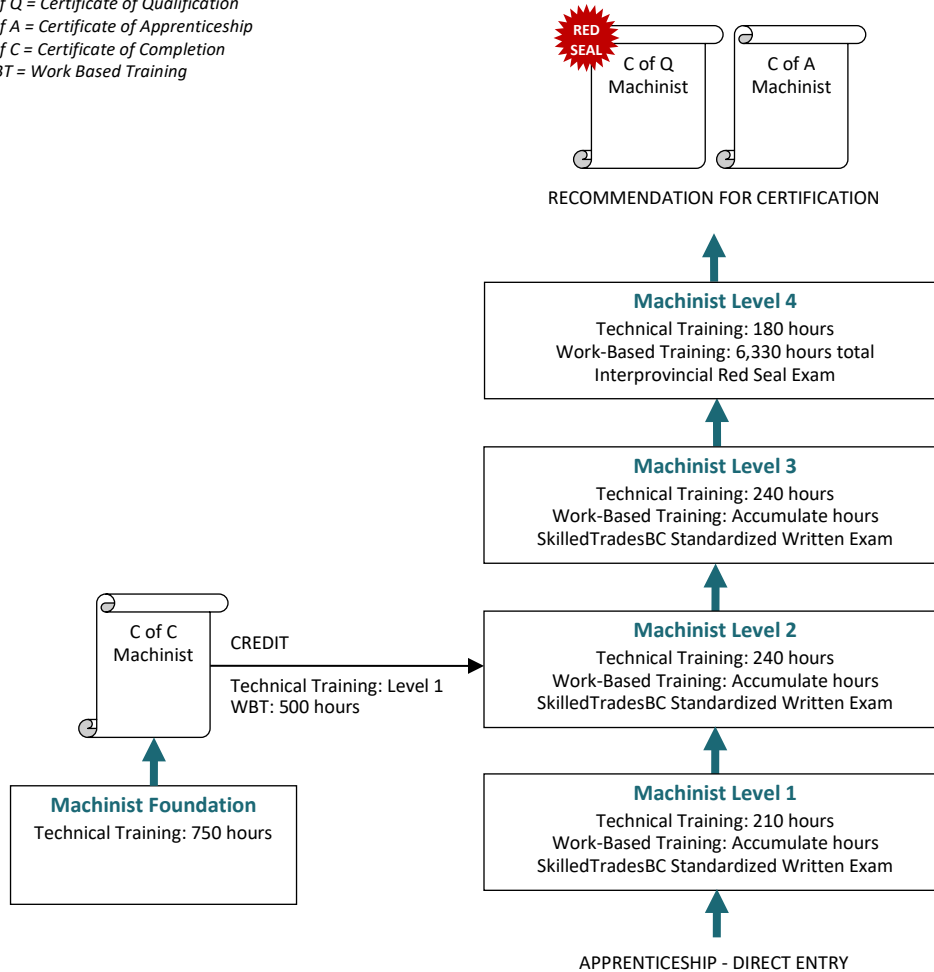 f Q = Certificate of Qualification
f A = Certificate of Apprenticeship
f C = Certificate of Completion
BT = Work Based Training
RED
SEAL
C of Q
Machinist
C of A
Machinist
RECOMMENDATION FOR CERTIFICATION
Machinist Level 4
Technical Training: 180 hours
Work-Based Training: 6,330 hours total
Interprovincial Red Seal Exam
Machinist Level 3
Technical Training: 240 hours
Work-Based Training: Accumulate hours
SkilledTradesBC Standardized Written Exam
C of C
Machinist
CREDIT
Technical Training: Level 1
WBT: 500 hours
Machinist Level 2
Technical Training: 240 hours
Work-Based Training: Accumulate hours
SkilledTradesBC Standardized Written Exam
Machinist Foundation
Technical Training: 750 hours
Machinist Level 1
Technical Training: 210 hours
Work-Based Training: Accumulate hours
SkilledTradesBC Standardized Written Exam
APPRENTICESHIP - DIRECT ENTRY